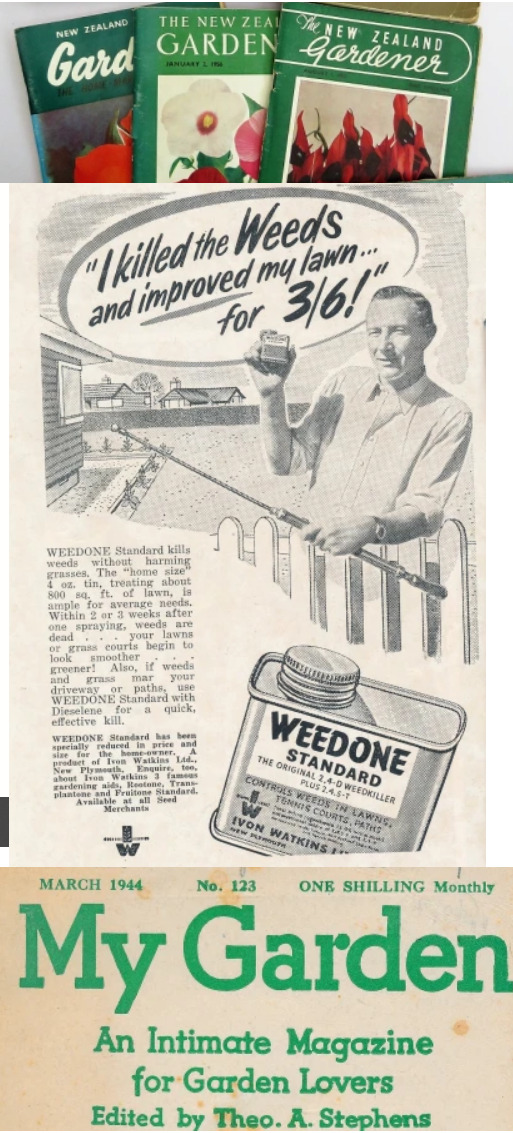 NEW ZEALAND
Gard
THE NEW ZEAL
GARDEN
JANUARY 2, 1956
The NEW ZEALAND
Gardener
"I killed the Weeds
and improved my lawn...
for 3/6!"
WEEDONE Standard kills
weeds without harming
grasses. The "home size"
4 oz. tin, treating about
800 sq. ft. of lawn, is
ample for average needs.
Within 2 or 3 weeks after
one spraying, weeds are
dead . . . your lawns
or grass courts begin to
look smoother . . .
greener! Also, if weeds
and grass mar your
driveway or paths, use
WEEDONE Standard with
Dieselene for a quick,
effective kill.
WEEDONE Standard has been
specially reduced in price and
size for the home-owner. A
product of Ivon Watkins Ltd.,
New Plymouth. Enquire, too,
about Ivon Watkins 3 famous
gardening aids, Rootone, Trans-
plantone and Fruitone Standard.
Available at all Seed
Merchants
W
WEEDONE
STANDARD
THE ORIGINAL 2,4-D WEEDKILLER
PLUS 2.4.5-T
CONTROLS WEEDS IN LAWNS,
TENNIS COURTS, PATHS
IVON WATKINS
NEW PLYMOUTH
MARCH 1944 No. 123 ONE SHILLING Monthly
My Garden
An Intimate Magazine
for Garden Lovers
Edited by Theo. A. Stephens